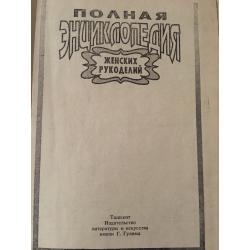 ПОЛНАЯ
ЭНЦИКЛОПЕДИЯ
ЖЕНСКИХ
РУКОДЕЛИЙ
Ташкент
Издательство
литературы и искусства
имени Г. Гуляма